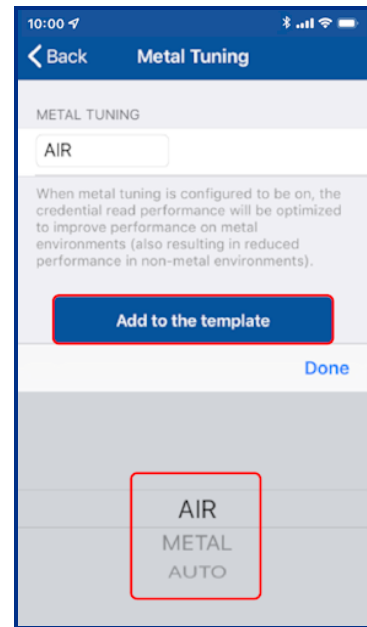 10:00
Back Metal Tuning
METAL TUNING
AIR
When metal tuning is configured to be on, the
credential read performance will be optimized
to improve performance on metal
environments (also resulting in reduced
performance in non-metal environments).
Add to the template
Done
AIR
METAL
AUTO